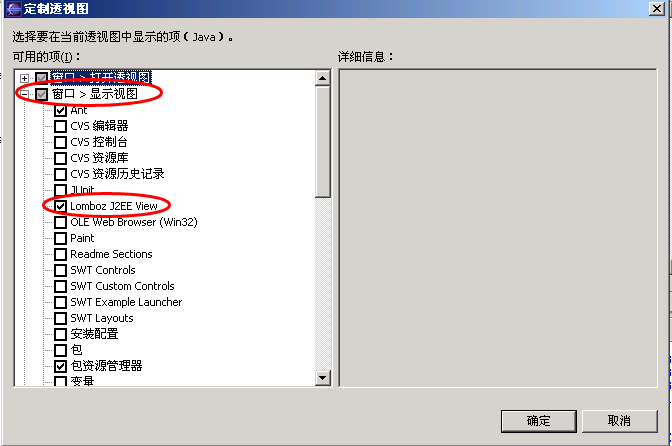 定制透视图
选择要在当前透视图中显示的项（Java）。
可用的项(I)：
详细信息：
窗口 > 打开透视图
窗口 > 显示视图
Ant
CVS 编辑器
CVS 控制台
CVS 资源库
CVS 资源历史记录
JUnit
Lomboz J2EE View
OLE Web Browser (Win32)
Paint
Readme Sections
SWT Controls
SWT Custom Controls
SWT Example Launcher
SWT Layouts
安装配置
包
包资源管理器
变量
确定
取消